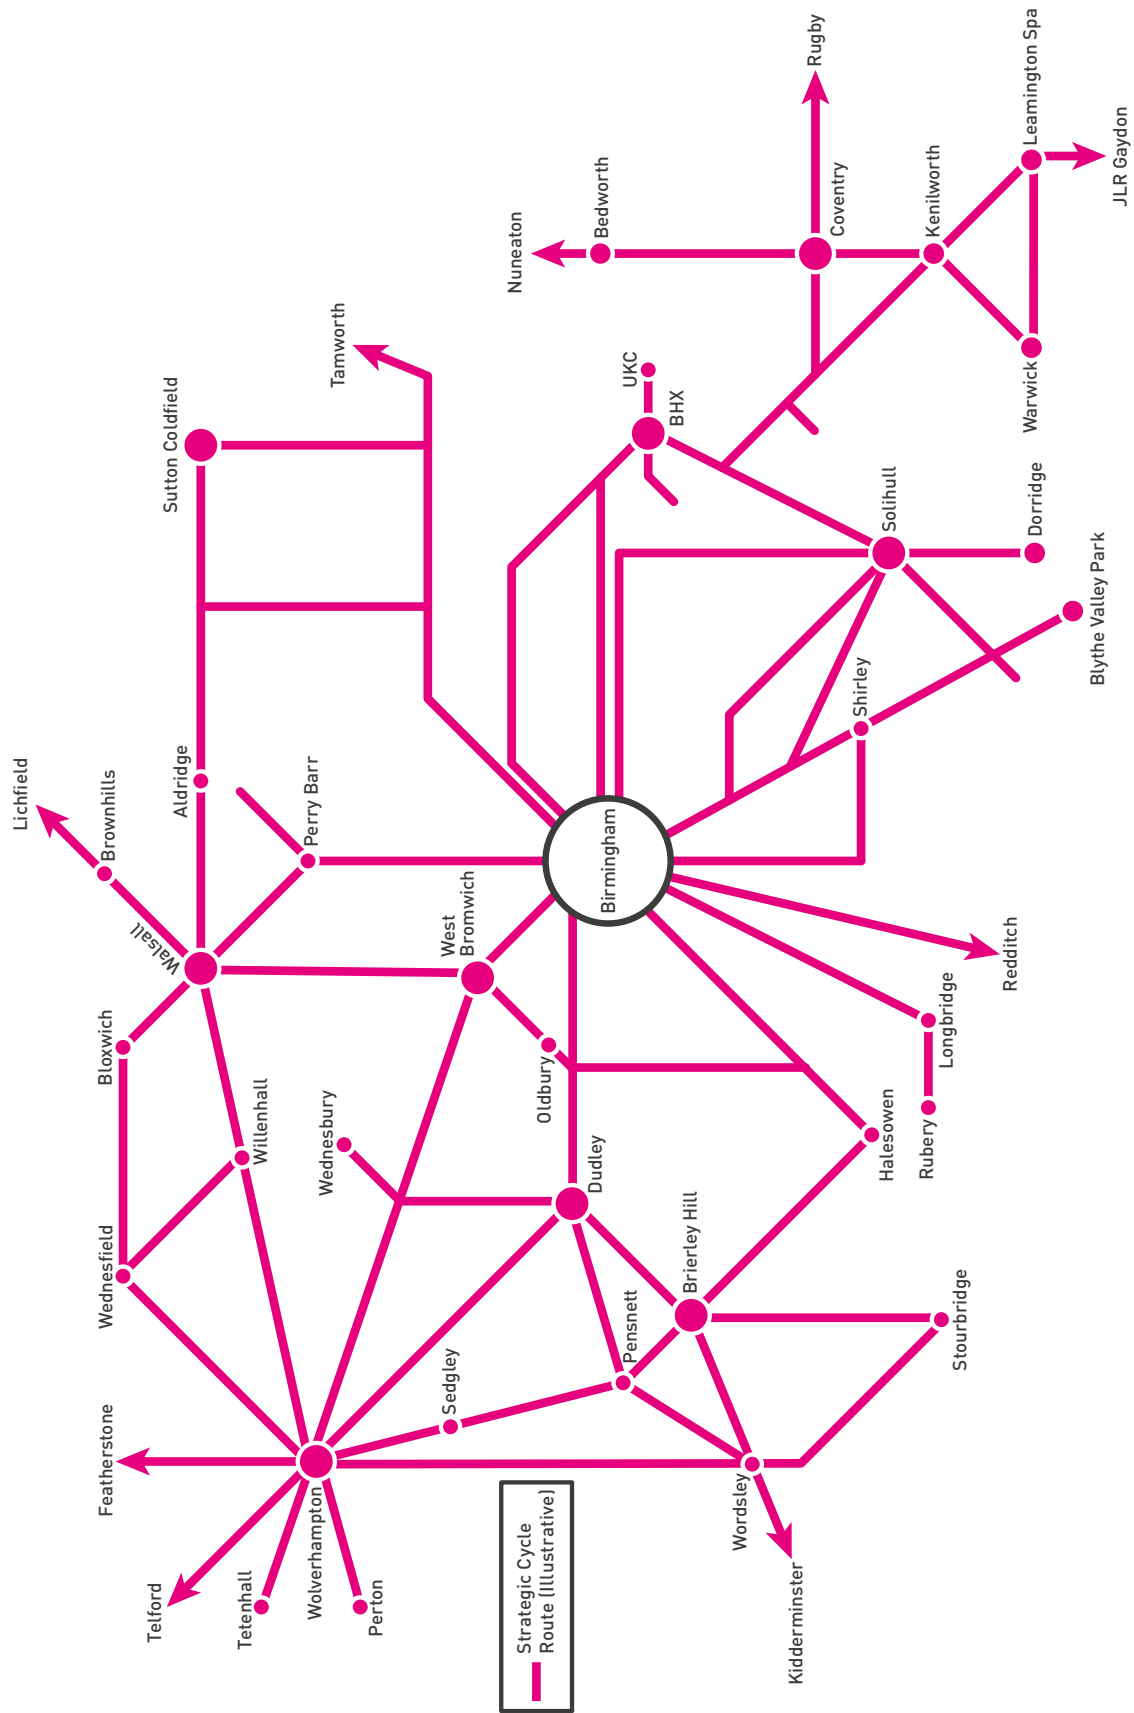 Lichfield
Brownhills
Aldridge
Perry Barr
Walsall
Sutton Coldfield
Tamworth
Bloxwich
Willenhall
Wednesfield
Wednesbury
Featherstone
Telford
Tetenhall
Wolverhampton
Perton
West
Bromwich
Oldbury
Dudley
Sedgley
Pensnett
Brierley Hill
Wordsley
Kidderminster
Stourbridge
Halesowen
Rubery
Longbridge
Redditch
Birmingham
Shirley
Solihull
Dorridge
Blythe Valley Park
BHX
UKC
Nuneaton
Bedworth
Coventry
Rugby
Kenilworth
Warwick
Leamington Spa
JLR Gaydon
Strategic Cycle
Route (Illustrative)